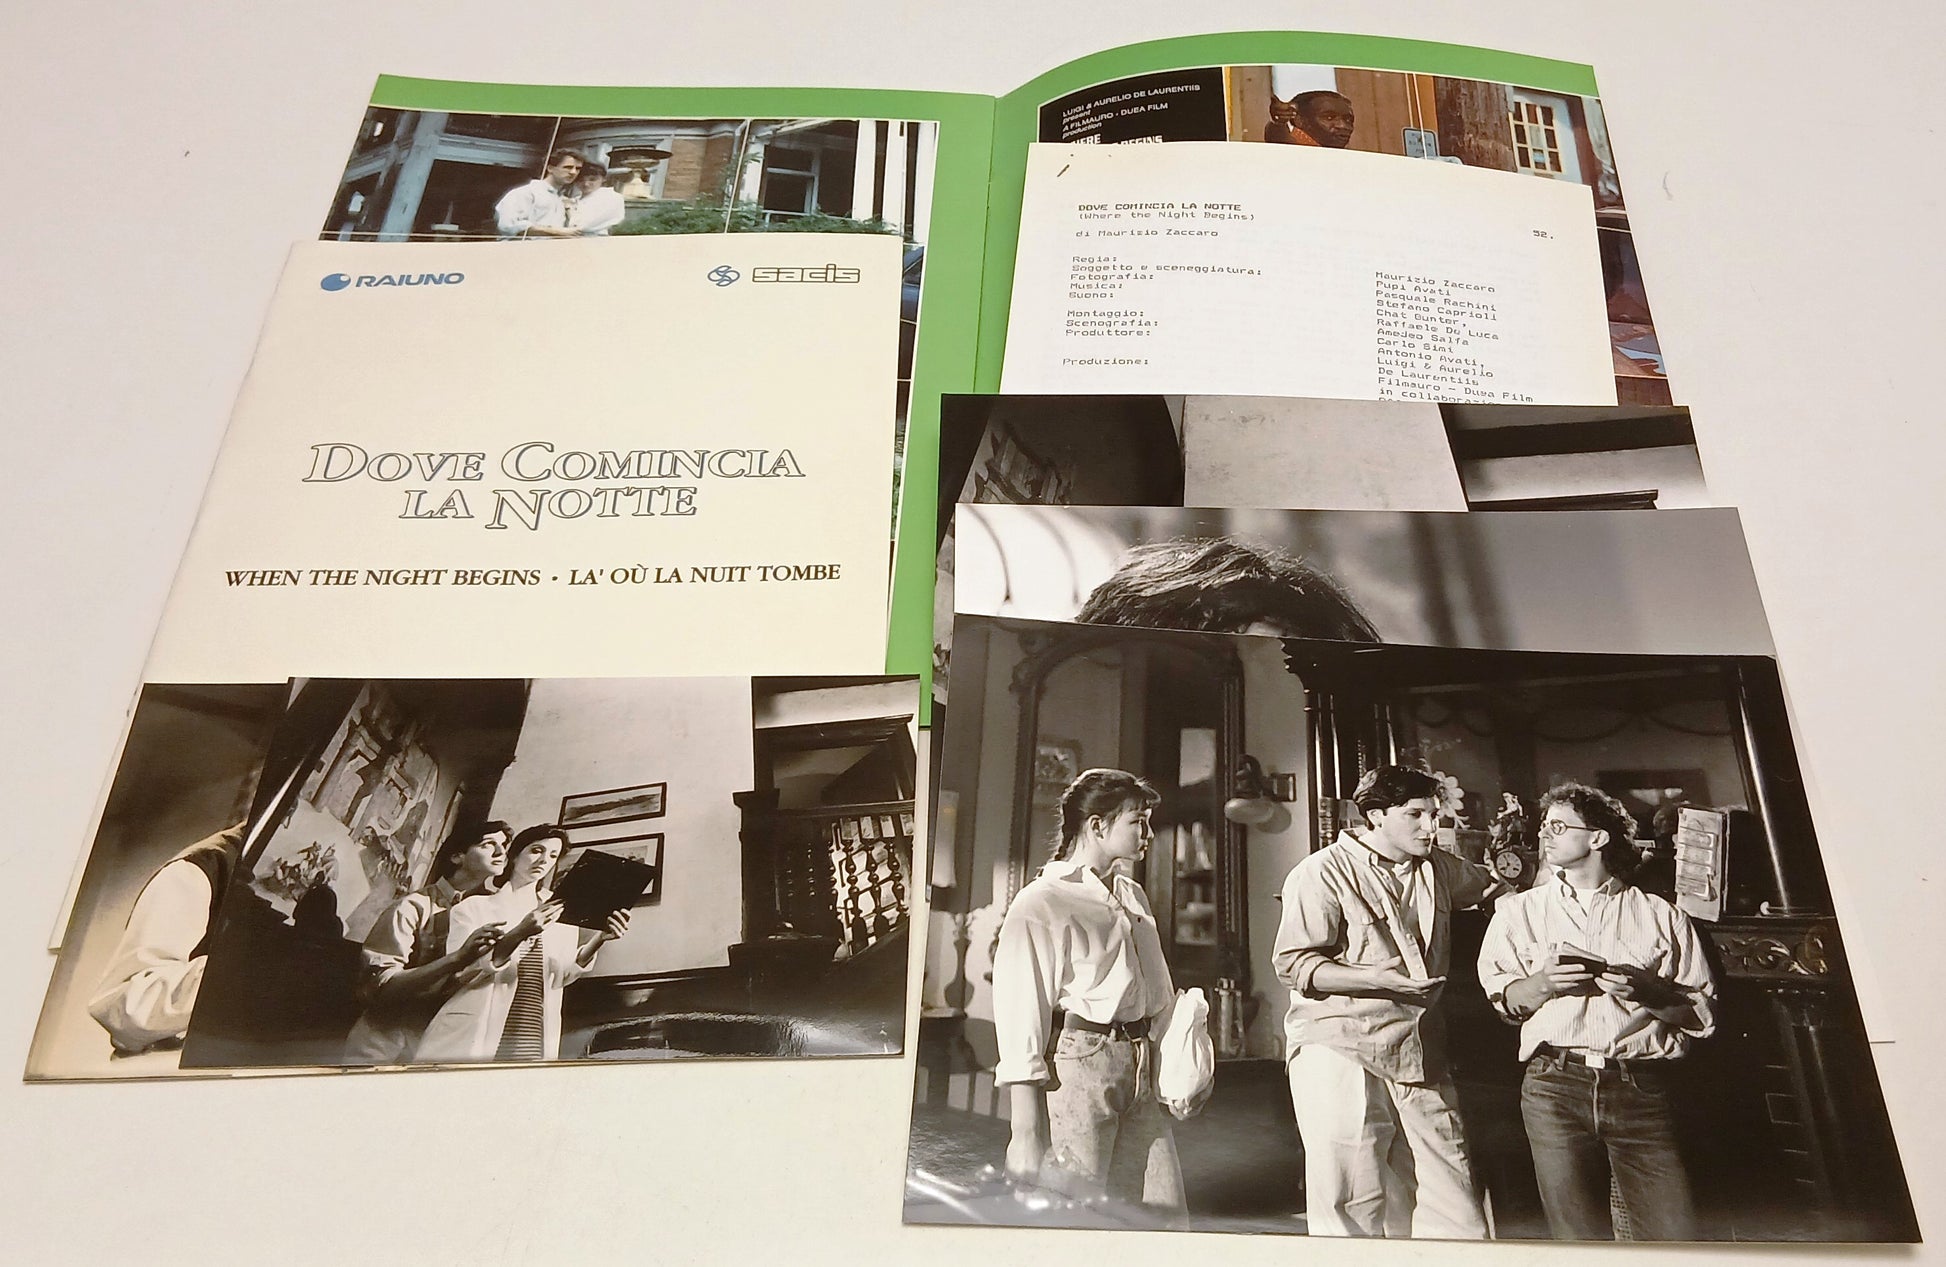 LUIGI & AURELIO DE LAURENTIIS
present
A FILMAURO - DUEA FILM
production
RAIUNO
sacis
DOVE COMINCIA
LA NOTTE
WHEN THE NIGHT BEGINS • LA' OÙ LA NUIT TOMBE
DOVE COMINCIA LA NOTTE
(Where the Night Begins)
di Maurizio Zaccaro 92.
Regia: Maurizio Zaccaro
Soggetto e sceneggiatura: Pupi Avati
Fotografia: Pasquale Rachini
Musica: Stefano Caprioli
Suono: Chat Gunter,
Raffaele De Luca
Montaggio: Amedeo Salfa
Scenografia: Carlo Simi
Produttore: Antonio Avati,
Luigi & Aurelio
De Laurentiis
Produzione: Filmauro - Duea Film
in